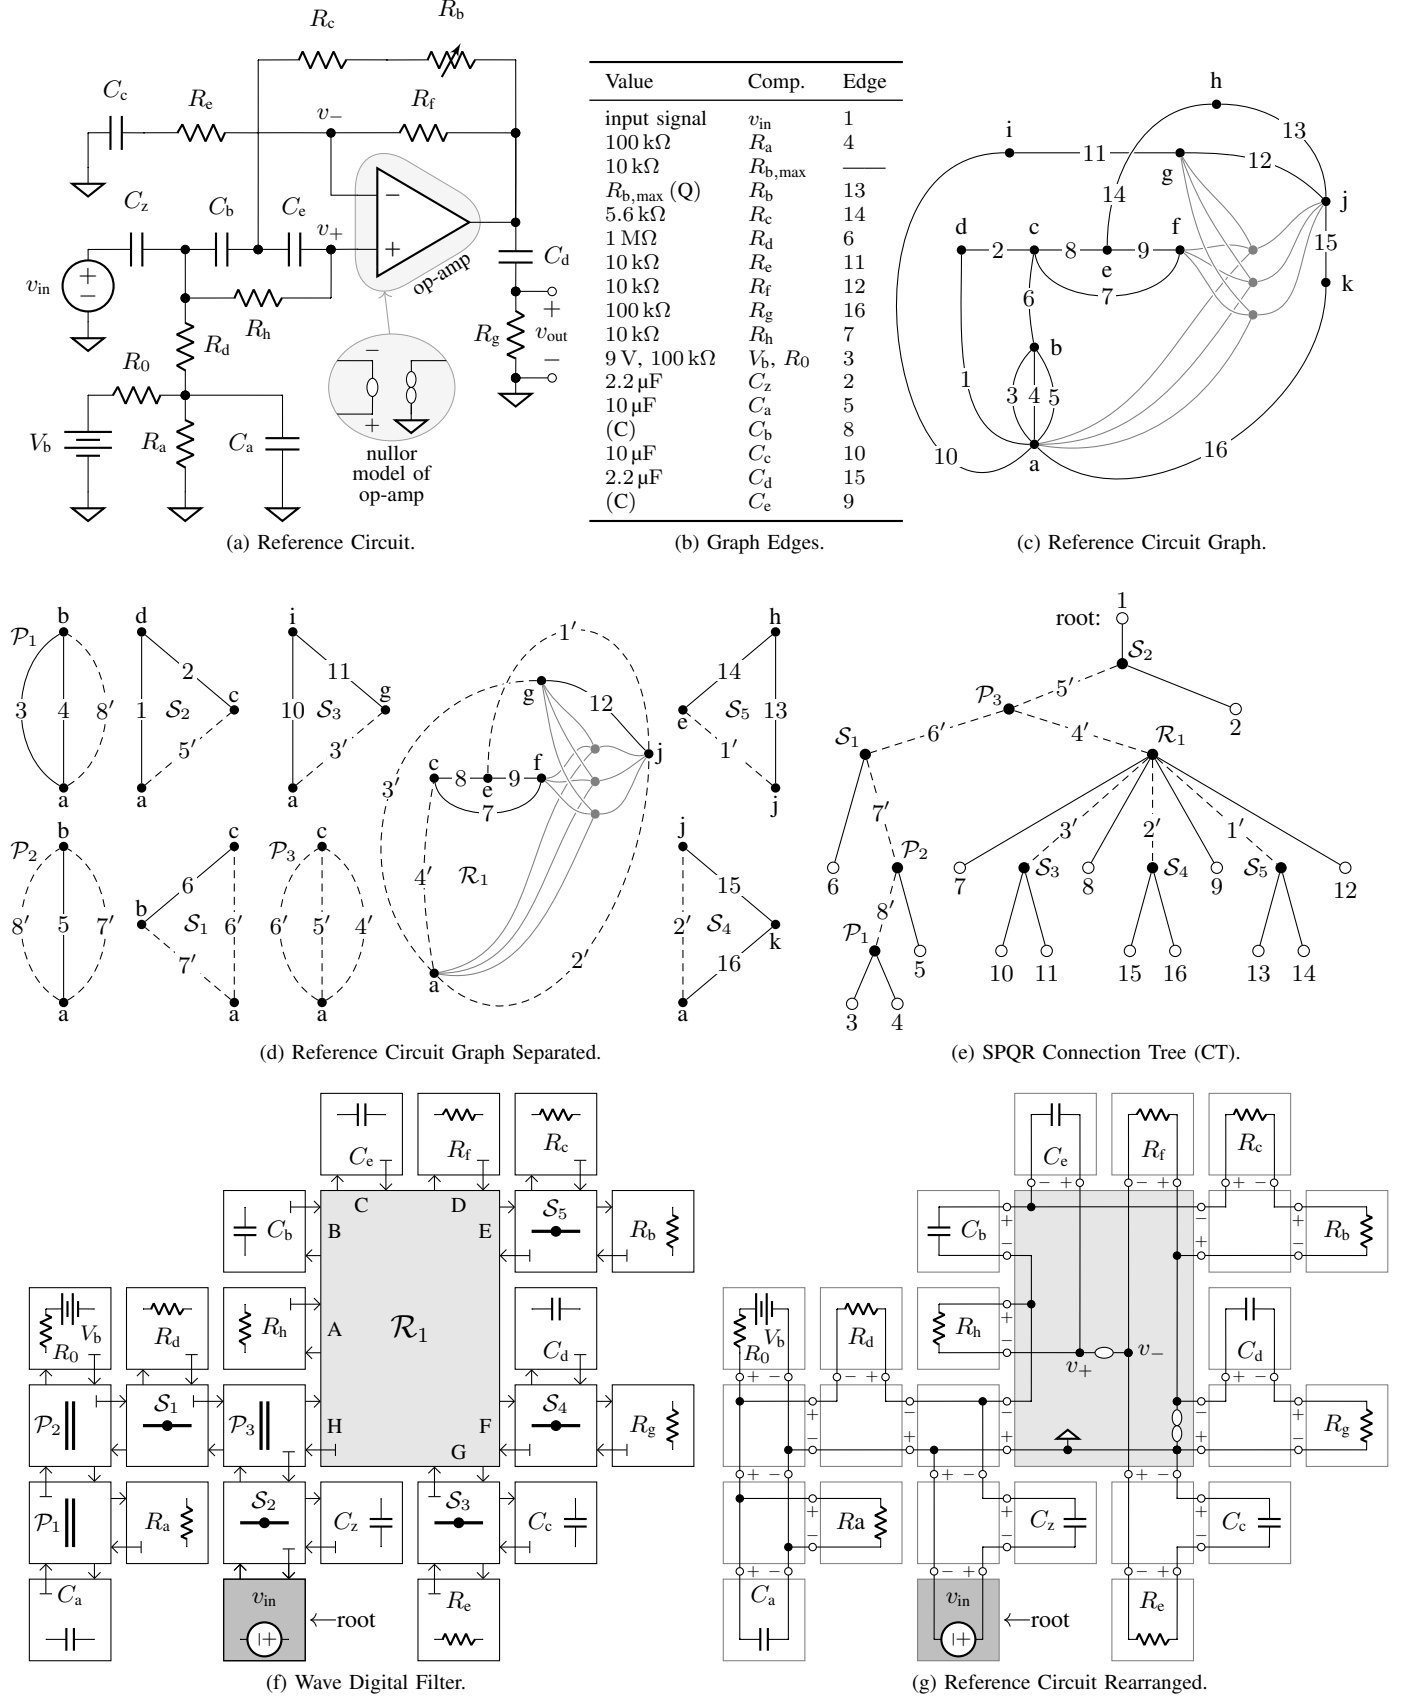 R_c
R_b
C_c
R_e
v_−
R_f
−
+
C_z
C_b
C_e
v_+
op-amp
C_d
v_in
+
−
R_h
R_g
+
v_out
−
R_0
R_d
V_b
R_a
C_a
−
+
nullor
model of
op-amp
(a) Reference Circuit.
Value Comp. Edge
input signal v_in 1
100 kΩ R_a 4
10 kΩ R_b,max ——
R_b,max (Q) R_b 13
5.6 kΩ R_c 14
1 MΩ R_d 6
10 kΩ R_e 11
10 kΩ R_f 12
100 kΩ R_g 16
10 kΩ R_h 7
9 V, 100 kΩ V_b, R_0 3
2.2 µF C_z 2
10 µF C_a 5
(C) C_b 8
10 µF C_c 10
2.2 µF C_d 15
(C) C_e 9
(b) Graph Edges.
h
i
13
11
12
g
14
j
d
c
f
15
2
8
9
e
k
7
6
b
1
3 4 5
10
a
16
(c) Reference Circuit Graph.
b
P_1
3 4 8′
a
d
2
1
S_2
c
5′
a
i
11
10
S_3
g
3′
a
1′
g
12
j
c
8
e
9
f
7
3′
4′
R_1
a
2′
h
14
S_5
13
e
1′
j
b
P_2
8′ 5 7′
a
c
6
b
S_1
6′
7′
a
P_3
c
6′ 5′ 4′
a
j
15
2′
S_4
k
16
a
(d) Reference Circuit Graph Separated.
root:
1
S_2
5′
P_3
2
S_1
6′
4′
R_1
7′
3′
2′
1′
P_2
6
7
S_3
8
S_4
9
S_5
12
8′
P_1
5
10 11
15 16
13 14
3 4
(e) SPQR Connection Tree (CT).
C_e
R_f
R_c
C
D
C_b
B
E
S_5
R_b
R_0
V_b
R_d
R_h
A
R_1
C_d
P_2
S_1
P_3
H
F
G
S_4
R_g
P_1
R_a
S_2
C_z
S_3
C_c
C_a
v_in
←root
R_e
(f) Wave Digital Filter.
C_e
R_f
R_c
− +
− +
+ −
C_b
+
−
−
+
+
−
R_b
R_0
V_b
R_d
R_h
+
−
v_+
v_−
C_d
+ −
+ −
+ −
+
−
−
+
−
+
−
+
+
−
R_g
+ −
+ −
− +
Ra
+
−
C_z
+
−
C_c
+
−
+ −
− +
− +
C_a
v_in
←root
R_e
(g) Reference Circuit Rearranged.